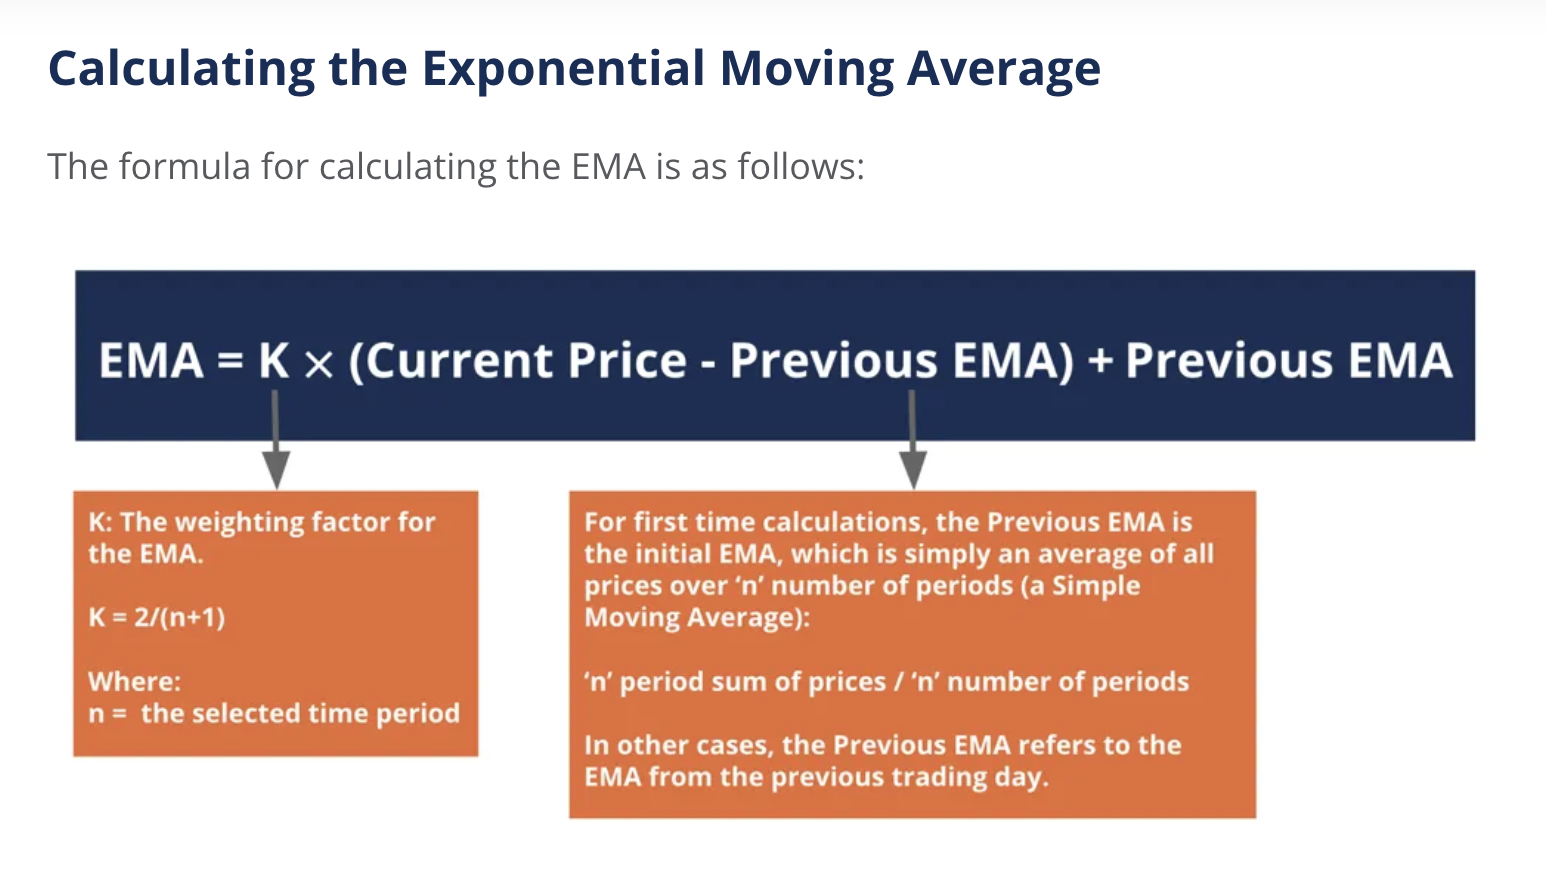 Calculating the Exponential Moving Average
The formula for calculating the EMA is as follows:
EMA = K × (Current Price - Previous EMA) + Previous EMA
K: The weighting factor for
the EMA.
K = 2/(n+1)
Where:
n = the selected time period
For first time calculations, the Previous EMA is
the initial EMA, which is simply an average of all
prices over ‘n’ number of periods (a Simple
Moving Average):
‘n’ period sum of prices / ‘n’ number of periods
In other cases, the Previous EMA refers to the
EMA from the previous trading day.